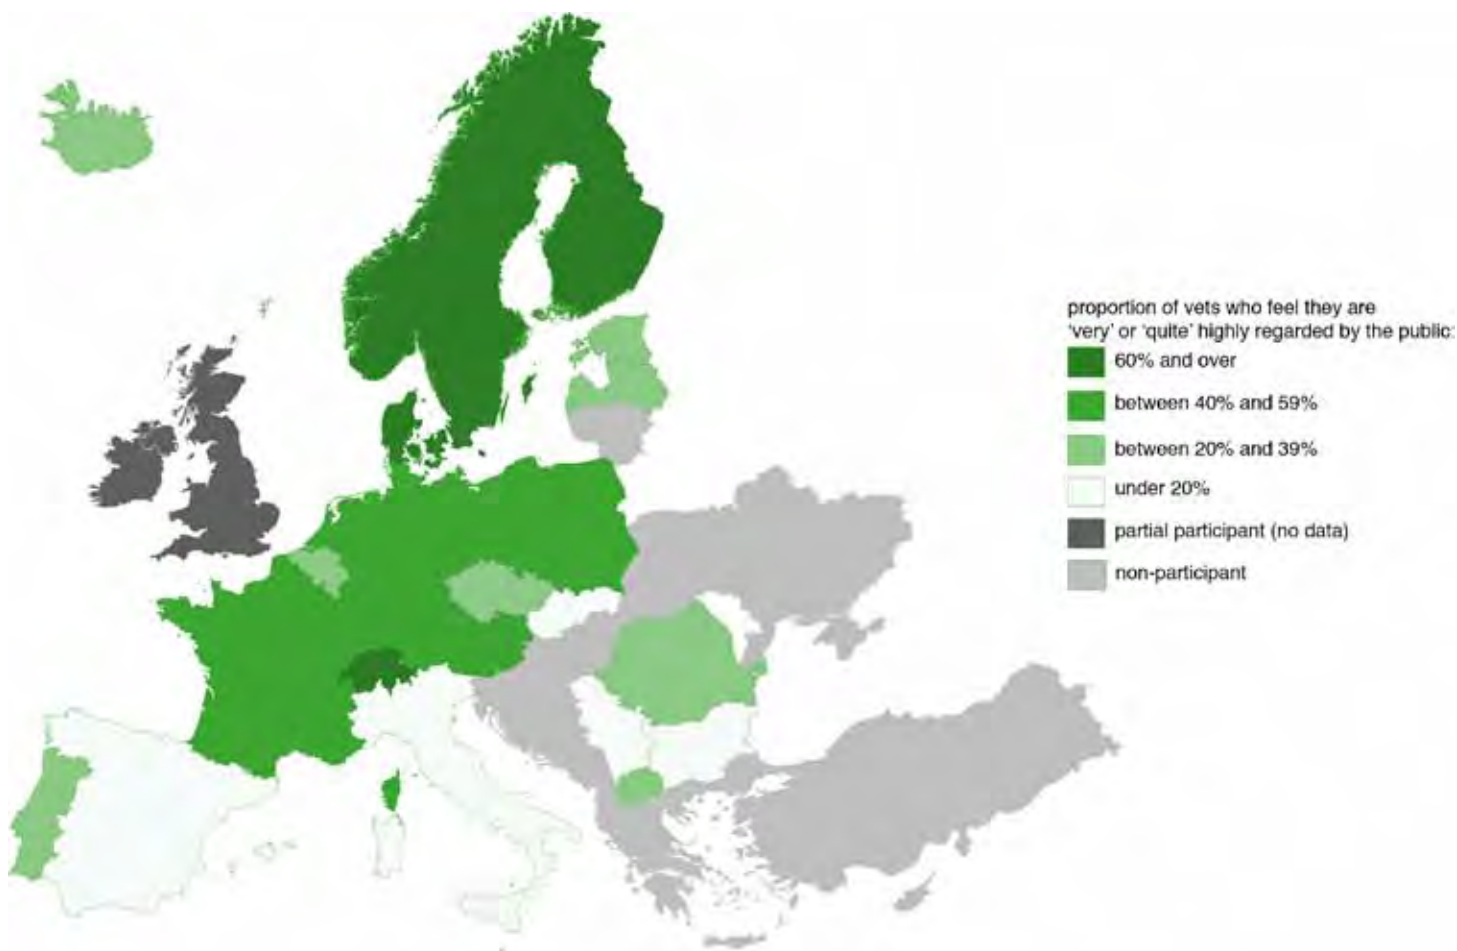 proportion of vets who feel they are
'very' or 'quite' highly regarded by the public:
60% and over
between 40% and 59%
between 20% and 39%
under 20%
partial participant (no data)
non-participant